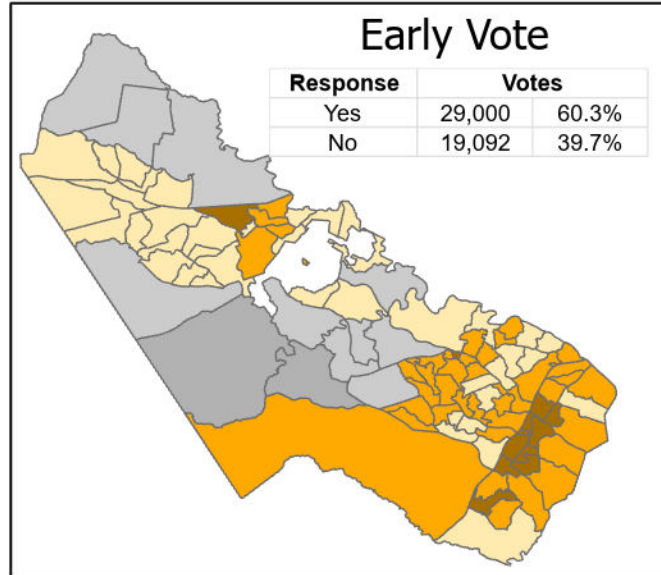 Early Vote
Response Votes
Yes 29,000 60.3%
No 19,092 39.7%